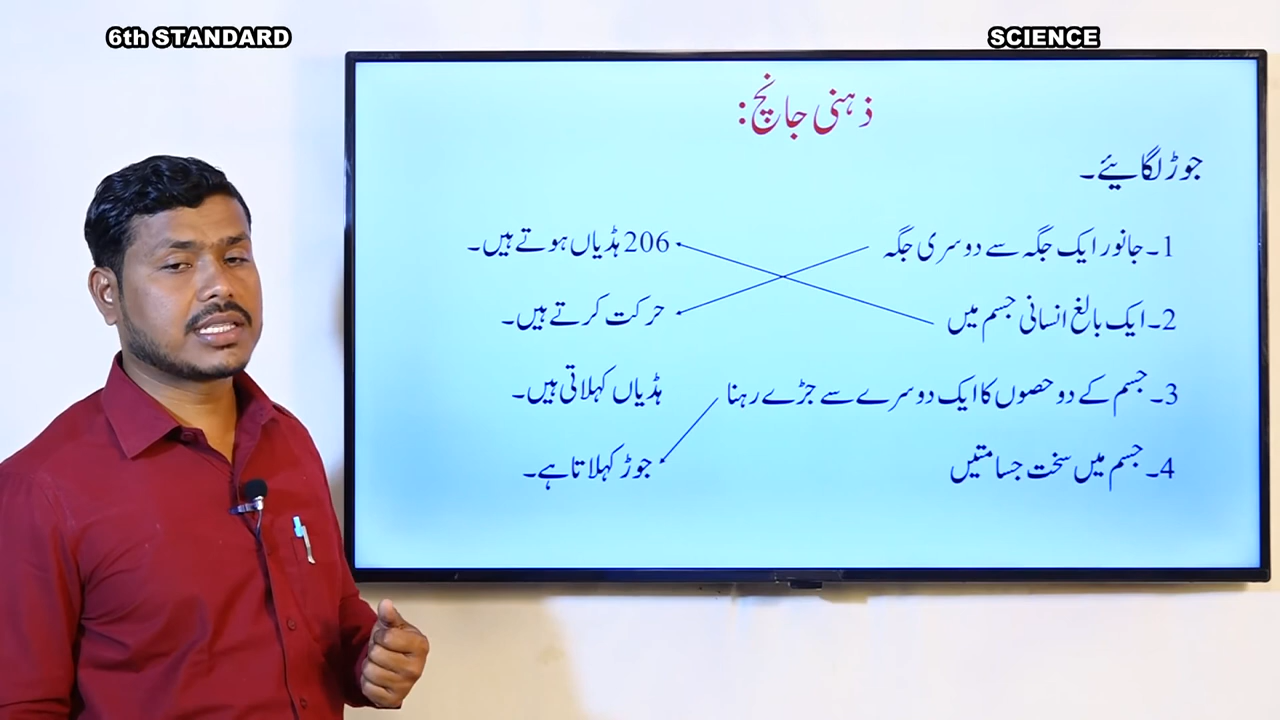 6th STANDARD
SCIENCE
ذہنی جانچ:
جوڑ لگائیے۔
1۔ جانور ایک جگہ سے دوسری جگہ
206 ہڈیاں ہوتے ہیں۔
2۔ ایک بالغ انسانی جسم میں
حرکت کرتے ہیں۔
3۔ جسم کے دو حصوں کا ایک دوسرے سے جڑے رہنا
ہڈیاں کہلاتی ہیں۔
4۔ جسم میں سخت جسامتیں
جوڑ کہلاتا ہے۔